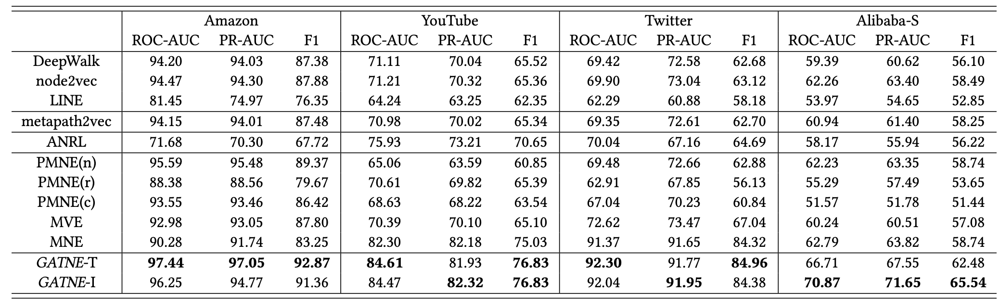 Amazon YouTube Twitter Alibaba-S
ROC-AUC PR-AUC F1 ROC-AUC PR-AUC F1 ROC-AUC PR-AUC F1 ROC-AUC PR-AUC F1
DeepWalk 94.20 94.03 87.38 71.11 70.04 65.52 69.42 72.58 62.68 59.39 60.62 56.10
node2vec 94.47 94.30 87.88 71.21 70.32 65.36 69.90 73.04 63.12 62.26 63.40 58.49
LINE 81.45 74.97 76.35 64.24 63.25 62.35 62.29 60.88 58.18 53.97 54.65 52.85
metapath2vec 94.15 94.01 87.48 70.98 70.02 65.34 69.35 72.61 62.70 60.94 61.40 58.25
ANRL 71.68 70.30 67.72 75.93 73.21 70.65 70.04 67.16 64.69 58.17 55.94 56.22
PMNE(n) 95.59 95.48 89.37 65.06 63.59 60.85 69.48 72.66 62.88 62.23 63.35 58.74
PMNE(r) 88.38 88.56 79.67 70.61 69.82 65.39 62.91 67.85 56.13 55.29 57.49 53.65
PMNE(c) 93.55 93.46 86.42 68.63 68.22 63.54 67.04 70.23 60.84 51.57 51.78 51.44
MVE 92.98 93.05 87.80 70.39 70.10 65.10 72.62 73.47 67.04 60.24 60.51 57.08
MNE 90.28 91.74 83.25 82.30 82.18 75.03 91.37 91.65 84.32 62.79 63.82 58.74
GATNE-T 97.44 97.05 92.87 84.61 81.93 76.83 92.30 91.77 84.96 66.71 67.55 62.48
GATNE-I 96.25 94.77 91.36 84.47 82.32 76.83 92.04 91.95 84.38 70.87 71.65 65.54